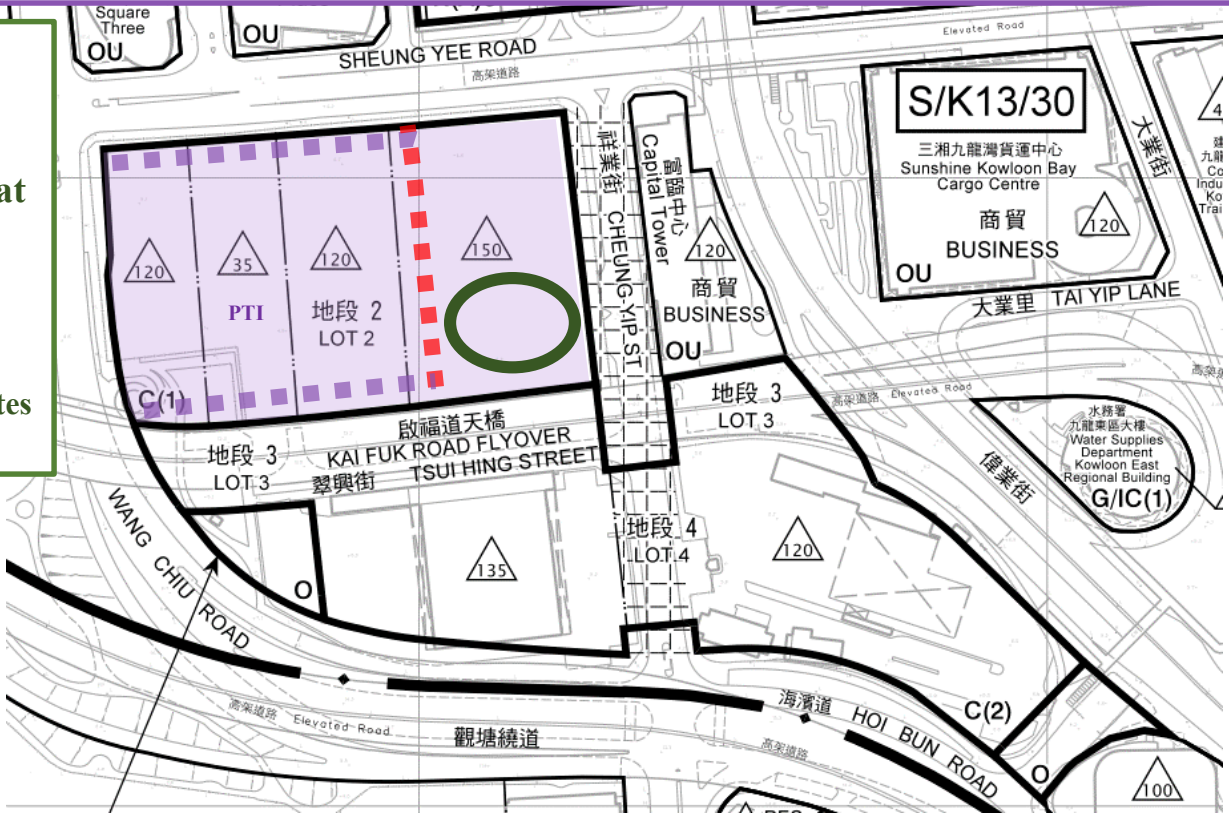 Square
Three
OU
OU
SHEUNG YEE ROAD
高架道路
Elevated Road
at
tes
S/K13/30
三湘九龍灣貨運中心
Sunshine Kowloon Bay
Cargo Centre
商貿
BUSINESS
OU
120
大業街
大業里 TAI YIP LANE
祥業街 CHEUNG YIP ST
富臨中心
Capital Tower
120
商貿
BUSINESS
OU
120
35
120
150
PTI
地段 2
LOT 2
C(1)
地段 3
LOT 3
高架道路 Elevated Road
啟福道天橋
KAI FUK ROAD FLYOVER
翠興街 TSUI HING STREET
地段 3
LOT 3
水務署
九龍東區大樓
Water Supplies
Department
Kowloon East
Regional Building
G/IC(1)
偉業街
WANG CHIU ROAD
O
135
地段 4
LOT 4
120
高架道路 Elevated Road
觀塘繞道
海濱道 HOI BUN ROAD
高架道路
C(2)
O
100